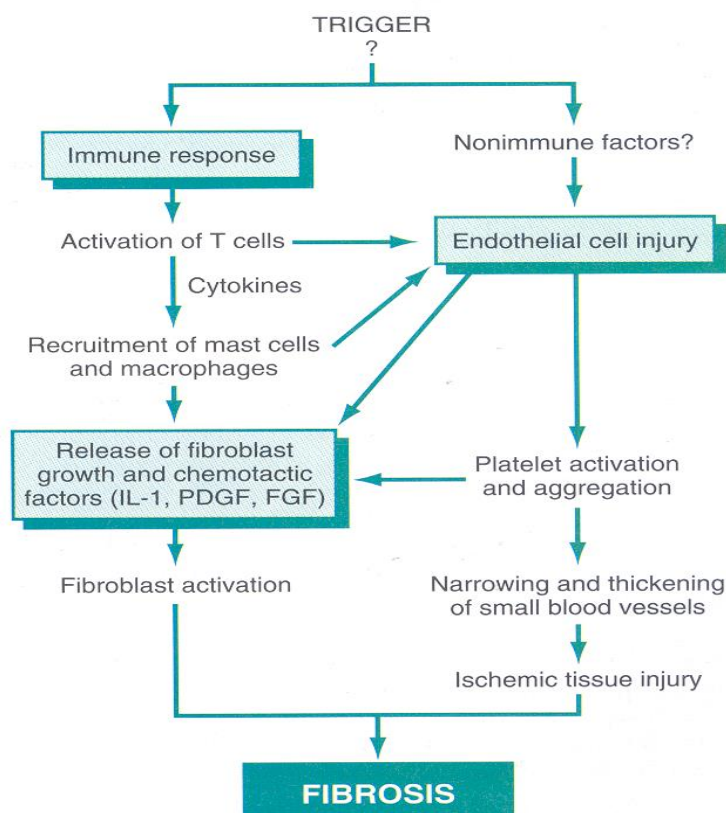 TRIGGER
?
Immune response
Nonimmune factors?
Activation of T cells
Endothelial cell injury
Cytokines
Recruitment of mast cells
and macrophages
Release of fibroblast
growth and chemotactic
factors (IL-1, PDGF, FGF)
Platelet activation
and aggregation
Fibroblast activation
Narrowing and thickening
of small blood vessels
Ischemic tissue injury
FIBROSIS